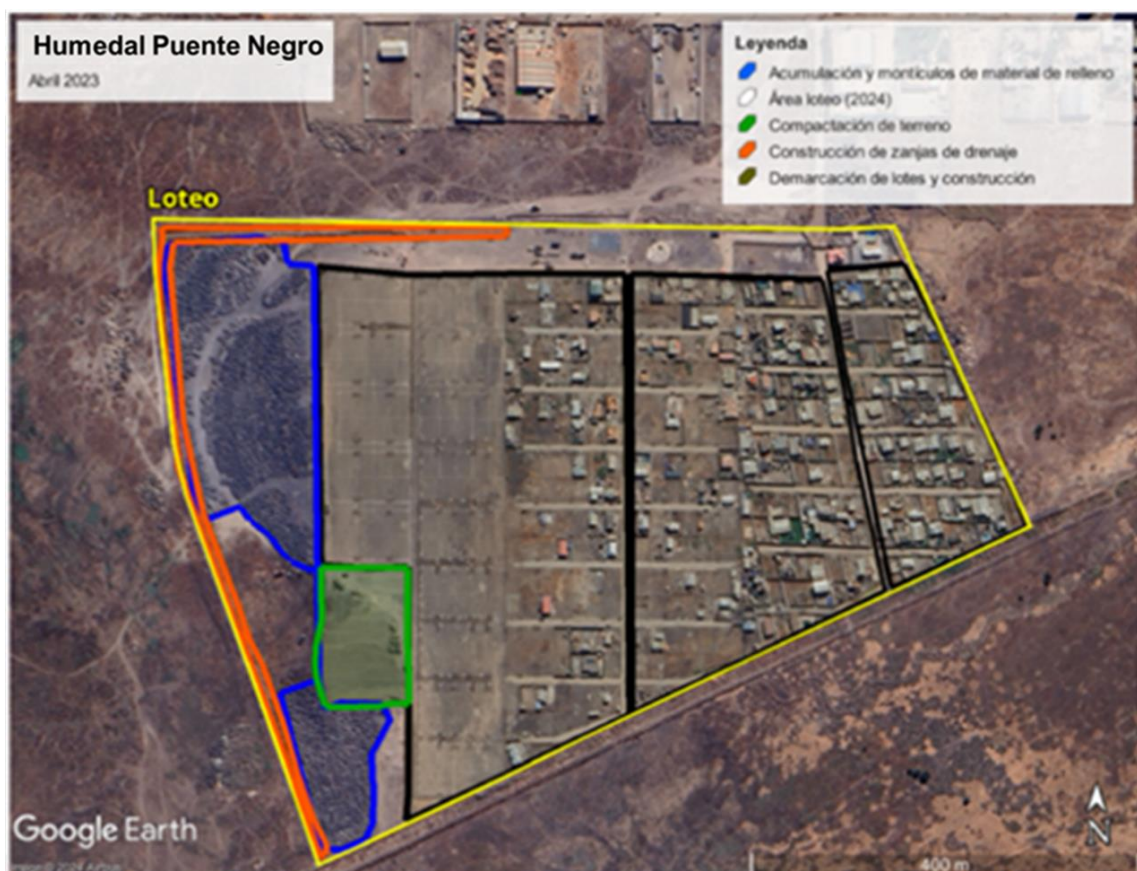 Humedal Puente Negro
Abril 2023
Leyenda
Acumulación y montículos de material de relleno
Área loteo (2024)
Compactación de terreno
Construcción de zanjas de drenaje
Demarcación de lotes y construcción
Loteo
Google Earth
N
400 m